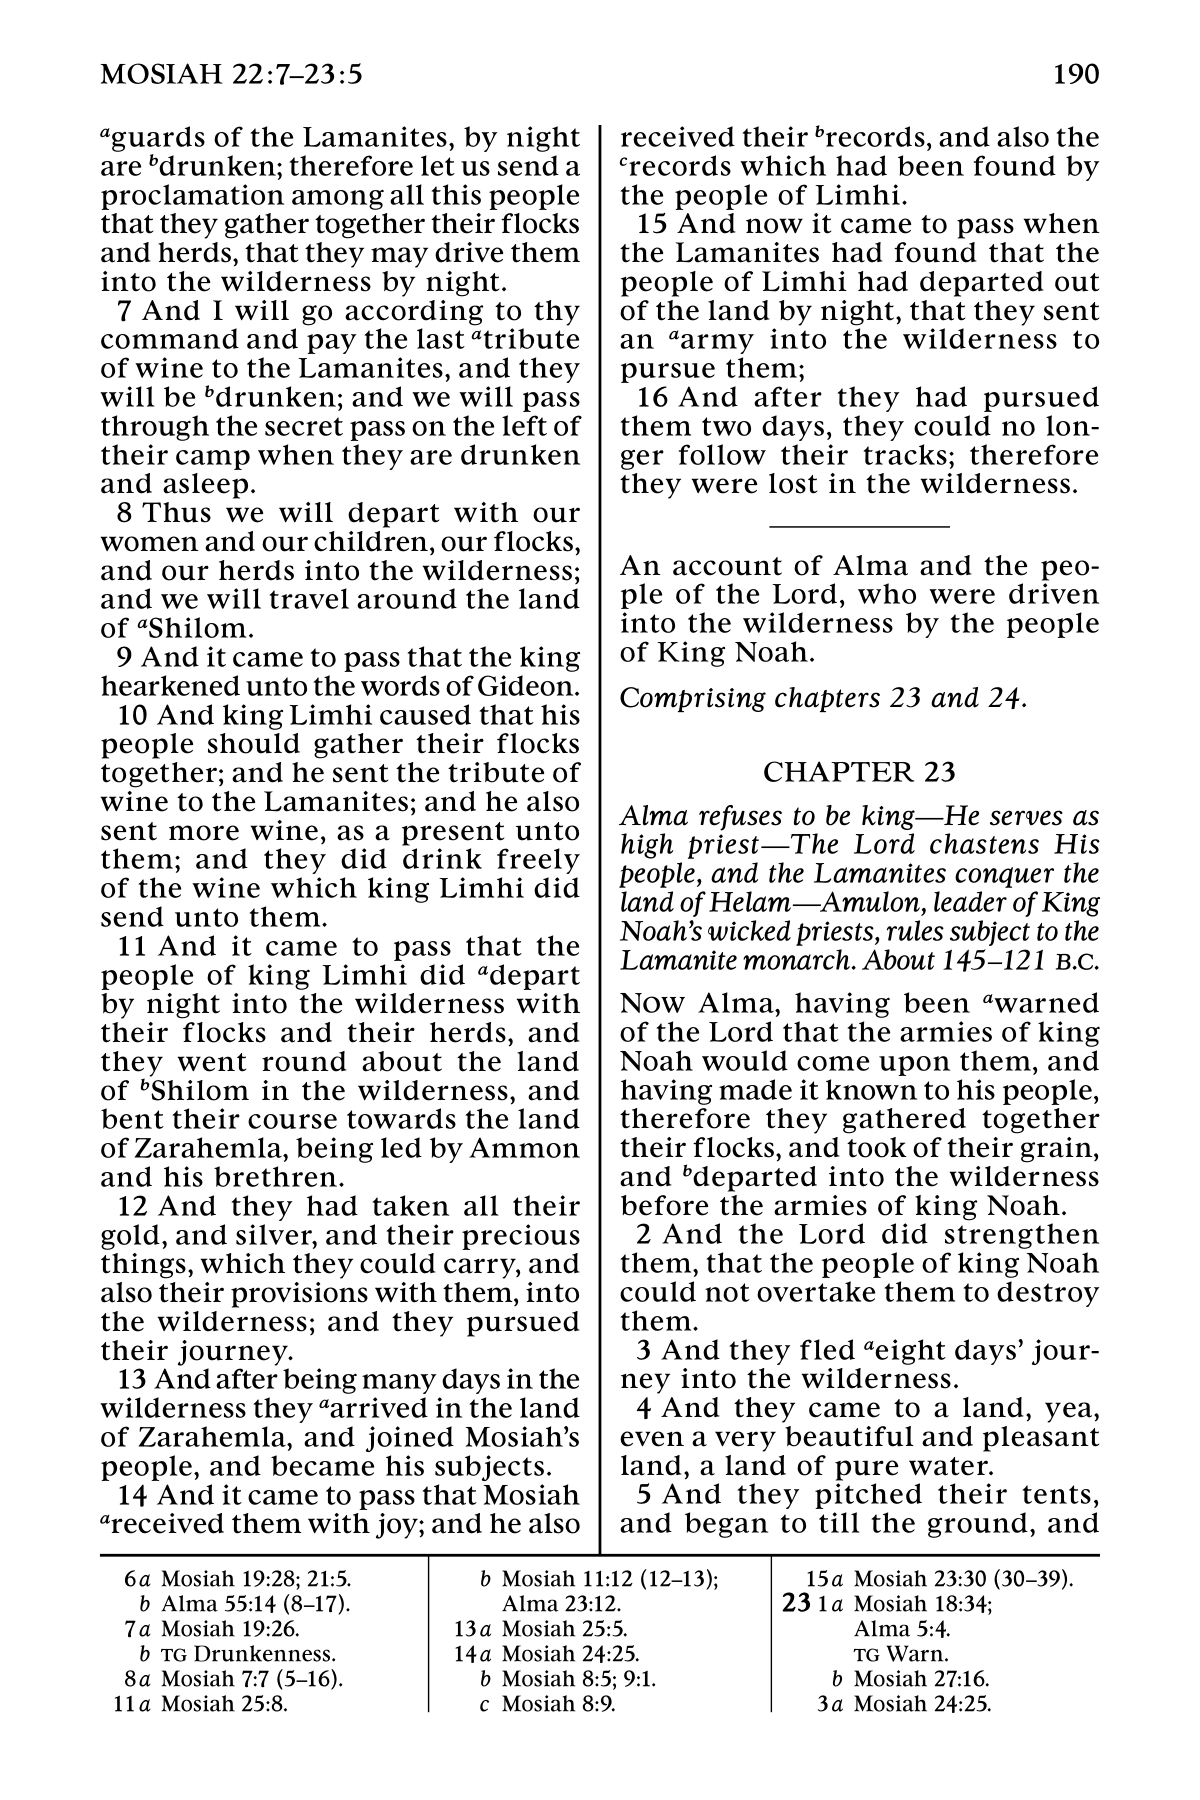 MOSIAH 22:7–23:5
190
aguards of the Lamanites, by night
are bdrunken; therefore let us send a
proclamation among all this people
that they gather together their flocks
and herds, that they may drive them
into the wilderness by night.
7 And I will go according to thy
command and pay the last atribute
of wine to the Lamanites, and they
will be bdrunken; and we will pass
through the secret pass on the left of
their camp when they are drunken
and asleep.
8 Thus we will depart with our
women and our children, our flocks,
and our herds into the wilderness;
and we will travel around the land
of aShilom.
9 And it came to pass that the king
hearkened unto the words of Gideon.
10 And king Limhi caused that his
people should gather their flocks
together; and he sent the tribute of
wine to the Lamanites; and he also
sent more wine, as a present unto
them; and they did drink freely
of the wine which king Limhi did
send unto them.
11 And it came to pass that the
people of king Limhi did adepart
by night into the wilderness with
their flocks and their herds, and
they went round about the land
of bShilom in the wilderness, and
bent their course towards the land
of Zarahemla, being led by Ammon
and his brethren.
12 And they had taken all their
gold, and silver, and their precious
things, which they could carry, and
also their provisions with them, into
the wilderness; and they pursued
their journey.
13 And after being many days in the
wilderness they aarrived in the land
of Zarahemla, and joined Mosiah's
people, and became his subjects.
14 And it came to pass that Mosiah
areceived them with joy; and he also
received their brecords, and also the
crecords which had been found by
the people of Limhi.
15 And now it came to pass when
the Lamanites had found that the
people of Limhi had departed out
of the land by night, that they sent
an aarmy into the wilderness to
pursue them;
16 And after they had pursued
them two days, they could no lon-
ger follow their tracks; therefore
they were lost in the wilderness.
An account of Alma and the peo-
ple of the Lord, who were driven
into the wilderness by the people
of King Noah.
Comprising chapters 23 and 24.
CHAPTER 23
Alma refuses to be king—He serves as
high priest—The Lord chastens His
people, and the Lamanites conquer the
land of Helam—Amulon, leader of King
Noah's wicked priests, rules subject to the
Lamanite monarch. About 145–121 B.C.
Now Alma, having been awarned
of the Lord that the armies of king
Noah would come upon them, and
having made it known to his people,
therefore they gathered together
their flocks, and took of their grain,
and bdeparted into the wilderness
before the armies of king Noah.
2 And the Lord did strengthen
them, that the people of king Noah
could not overtake them to destroy
them.
3 And they fled aeight days' jour-
ney into the wilderness.
4 And they came to a land, yea,
even a very beautiful and pleasant
land, a land of pure water.
5 And they pitched their tents,
and began to till the ground, and
6a Mosiah 19:28; 21:5.
b Alma 55:14 (8–17).
7a Mosiah 19:26.
b TG Drunkenness.
8a Mosiah 7:7 (5–16).
11a Mosiah 25:8.
b Mosiah 11:12 (12–13);
Alma 23:12.
13a Mosiah 25:5.
14a Mosiah 24:25.
b Mosiah 8:5; 9:1.
c Mosiah 8:9.
15a Mosiah 23:30 (30–39).
23 1a Mosiah 18:34;
Alma 5:4.
TG Warn.
b Mosiah 27:16.
3a Mosiah 24:25.